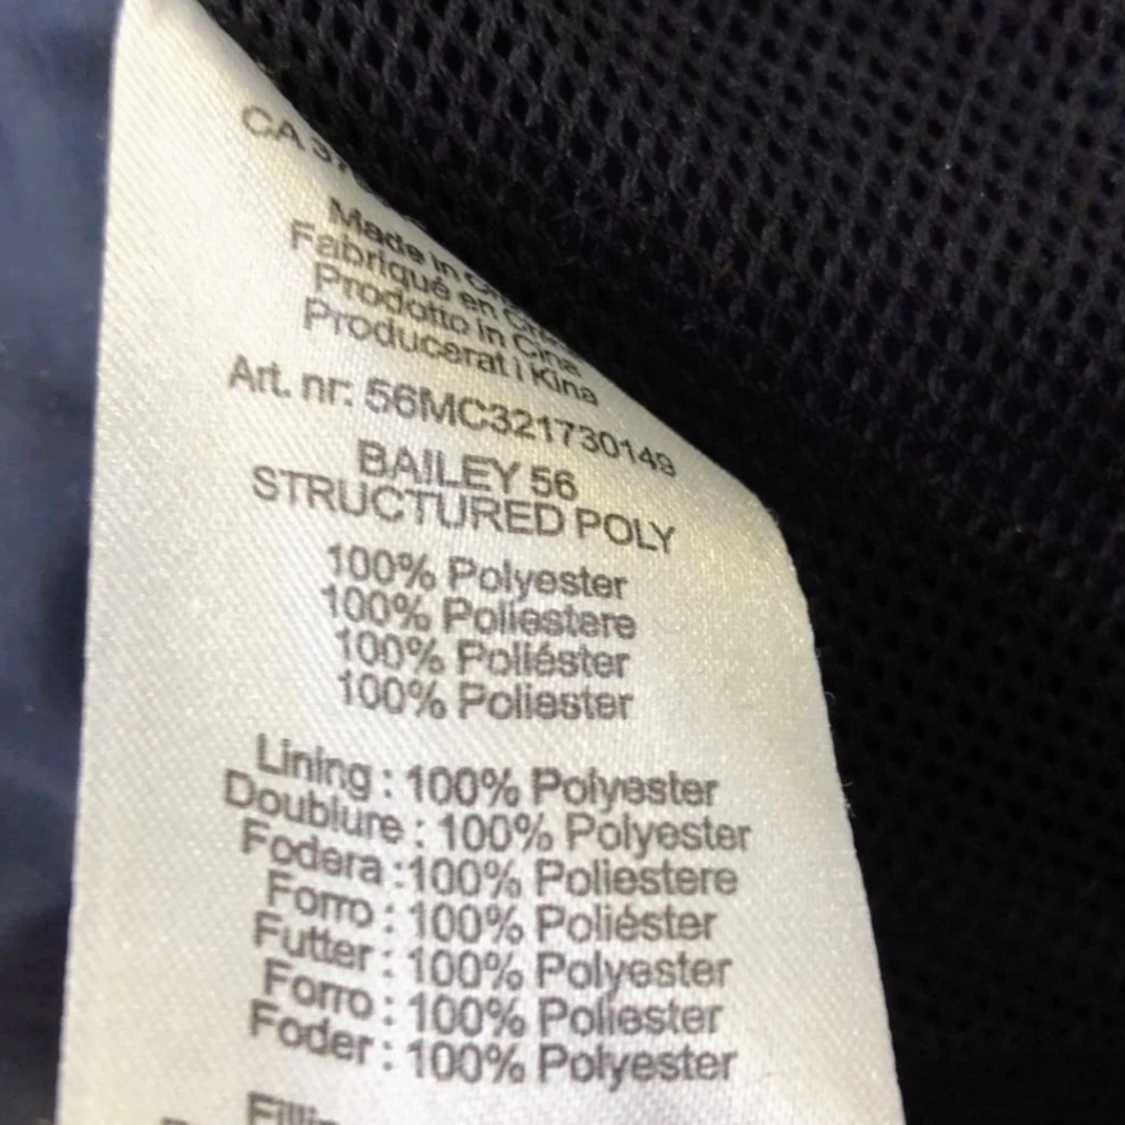 CA
Made in
Fabriqué en
Prodotto in Cina
Producerat i Kina
Art. nr: 56MC321730149
BAILEY 56
STRUCTURED POLY
100% Polyester
100% Poliestere
100% Poliéster
100% Poliester
Lining : 100% Polyester
Doublure : 100% Polyester
Fodera :100% Poliestere
Forro : 100% Poliéster
Futter : 100% Polyester
Forro : 100% Poliester
Foder : 100% Polyester